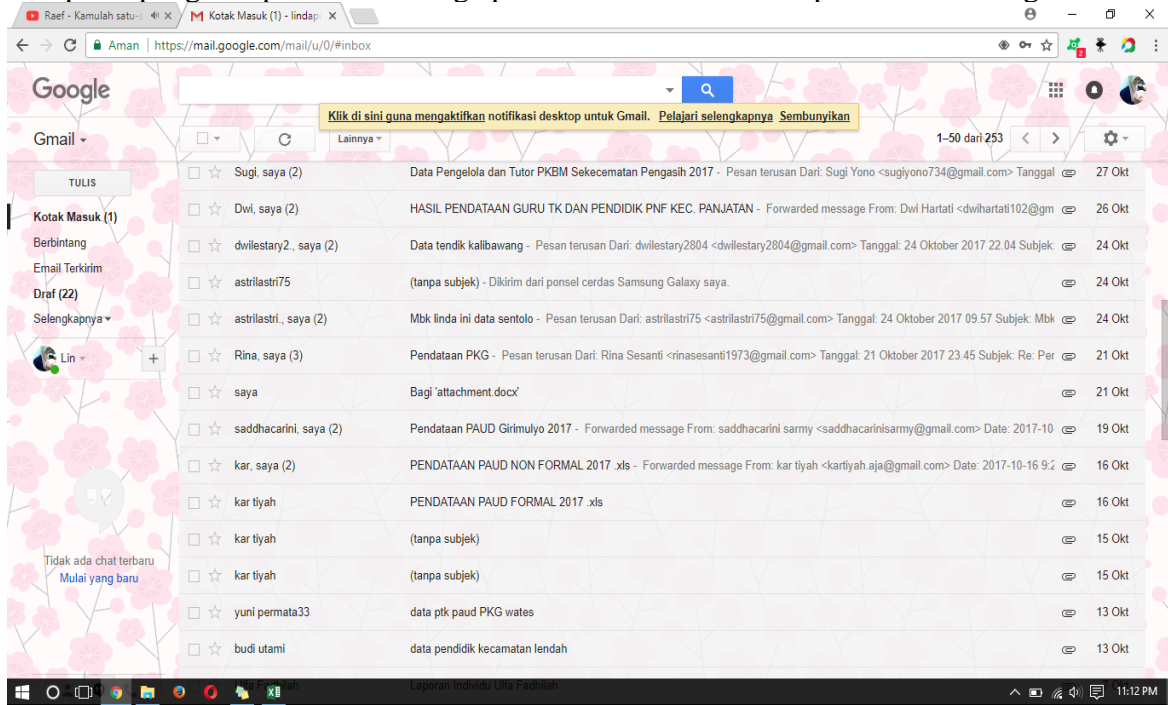 Raef - Kamulah satu-s
Kotak Masuk (1) - lindap
Aman | https://mail.google.com/mail/u/0/#inbox
2
Google
Klik di sini guna mengaktifkan notifikasi desktop untuk Gmail. Pelajari selengkapnya Sembunyikan
Gmail
Lainnya
1–50 dari 253
TULIS
Kotak Masuk (1)
Berbintang
Email Terkirim
Draf (22)
Selengkapnya
Lin
Tidak ada chat terbaru
Mulai yang baru
Sugi, saya (2) Data Pengelola dan Tutor PKBM Sekecematan Pengasih 2017 - Pesan terusan Dari: Sugi Yono <sugiyono734@gmail.com> Tanggal 27 Okt
Dwi, saya (2) HASIL PENDATAAN GURU TK DAN PENDIDIK PNF KEC. PANJATAN - Forwarded message From: Dwi Hartati <dwihartati102@gm 26 Okt
dwilestary2., saya (2) Data tendik kalibawang - Pesan terusan Dari: dwilestary2804 <dwilestary2804@gmail.com> Tanggal: 24 Oktober 2017 22.04 Subjek: 24 Okt
astrilastri75 (tanpa subjek) - Dikirim dari ponsel cerdas Samsung Galaxy saya. 24 Okt
astrilastri., saya (2) Mbk linda ini data sentolo - Pesan terusan Dari: astrilastri75 <astrilastri75@gmail.com> Tanggal: 24 Oktober 2017 09.57 Subjek: Mbk 24 Okt
Rina, saya (3) Pendataan PKG - Pesan terusan Dari: Rina Sesanti <rinasesanti1973@gmail.com> Tanggal: 21 Oktober 2017 23.45 Subjek: Re: Per 21 Okt
saya Bagi 'attachment.docx' 21 Okt
saddhacarini, saya (2) Pendataan PAUD Girimulyo 2017 - Forwarded message From: saddhacarini sarmy <saddhacarinisarmy@gmail.com> Date: 2017-10- 19 Okt
kar, saya (2) PENDATAAN PAUD NON FORMAL 2017 .xls - Forwarded message From: kar tiyah <kartiyah.aja@gmail.com> Date: 2017-10-16 9:2 16 Okt
kar tiyah PENDATAAN PAUD FORMAL 2017 .xls 16 Okt
kar tiyah (tanpa subjek) 15 Okt
kar tiyah (tanpa subjek) 15 Okt
yuni permata33 data ptk paud PKG wates 13 Okt
budi utami data pendidik kecamatan lendah 13 Okt
Ulfa Fadhilah Laporan Individu Ulfa Fadhilah
11:12 PM